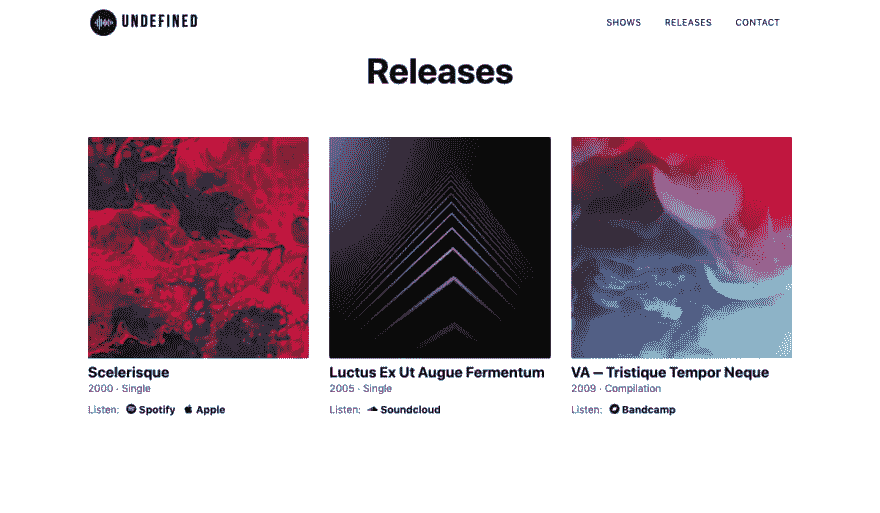 UNDEFINED
SHOWS RELEASES CONTACT
Releases
Scelerisque
2000 · Single
Listen: Spotify Apple
Luctus Ex Ut Augue Fermentum
2005 · Single
Listen: Soundcloud
VA – Tristique Tempor Neque
2009 · Compilation
Listen: Bandcamp